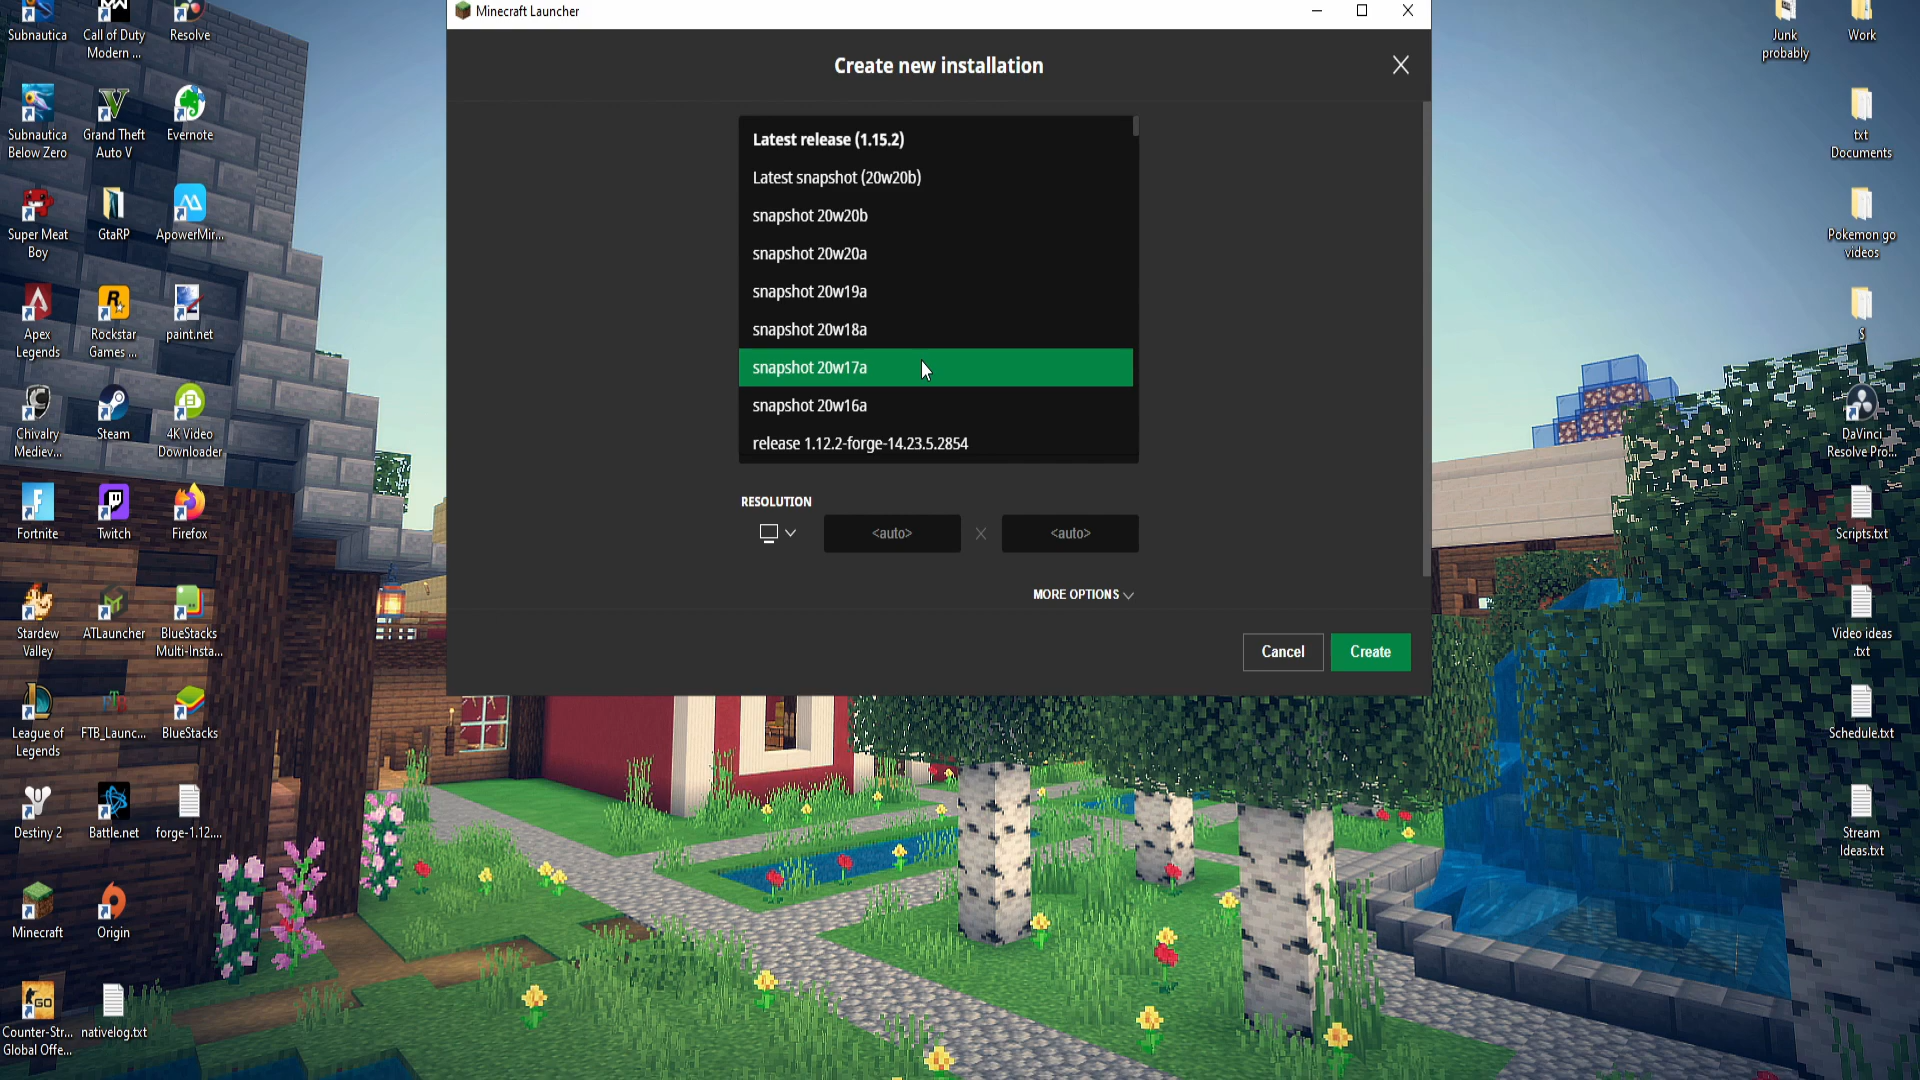 Minecraft Launcher
Create new installation
Latest release (1.15.2)
Latest snapshot (20w20b)
snapshot 20w20b
snapshot 20w20a
snapshot 20w19a
snapshot 20w18a
snapshot 20w17a
snapshot 20w16a
release 1.12.2-forge-14.23.5.2854
RESOLUTION
<auto>
<auto>
MORE OPTIONS
Cancel
Create
Subnautica
Call of Duty
Modern ...
Resolve
Subnautica
Below Zero
Grand Theft
Auto V
Evernote
Super Meat
Boy
GtaRP
ApowerMir...
Apex
Legends
Rockstar
Games ...
paint.net
Chivalry
Mediev...
Steam
4K Video
Downloader
Fortnite
Twitch
Firefox
Stardew
Valley
ATLauncher
BlueStacks
Multi-Insta...
League of
Legends
FTB_Launc...
BlueStacks
Destiny 2
Battle.net
forge-1.12....
Minecraft
Origin
GO
Counter-Str...
Global Offe...
nativelog.txt
Junk
probably
Work
txt
Documents
Pokemon go
videos
S
DaVinci
Resolve Pro...
Scripts.txt
Video ideas
.txt
Schedule.txt
Stream
Ideas.txt